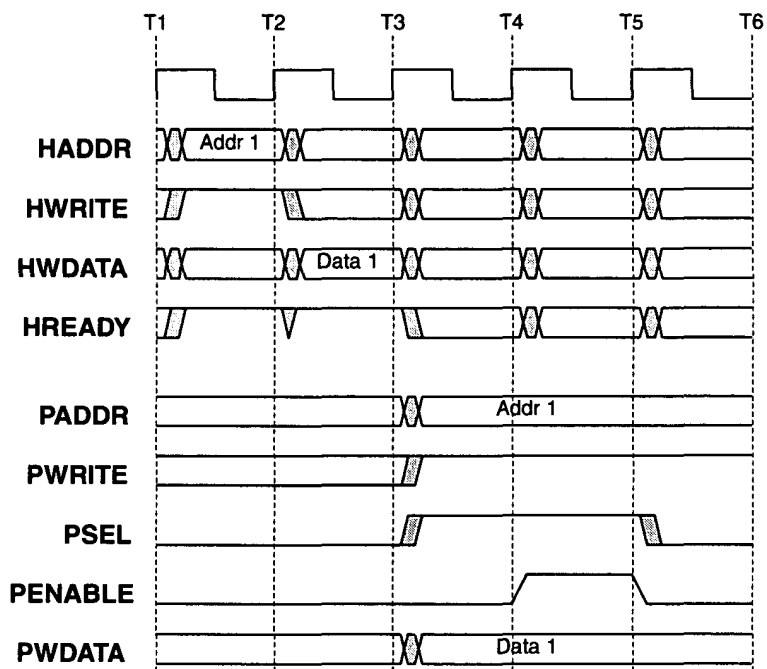 T1 T2 T3 T4 T5 T6
HADDR Addr 1
HWRITE
HWDATA Data 1
HREADY
PADDR Addr 1
PWRITE
PSEL
PENABLE
PWDATA Data 1